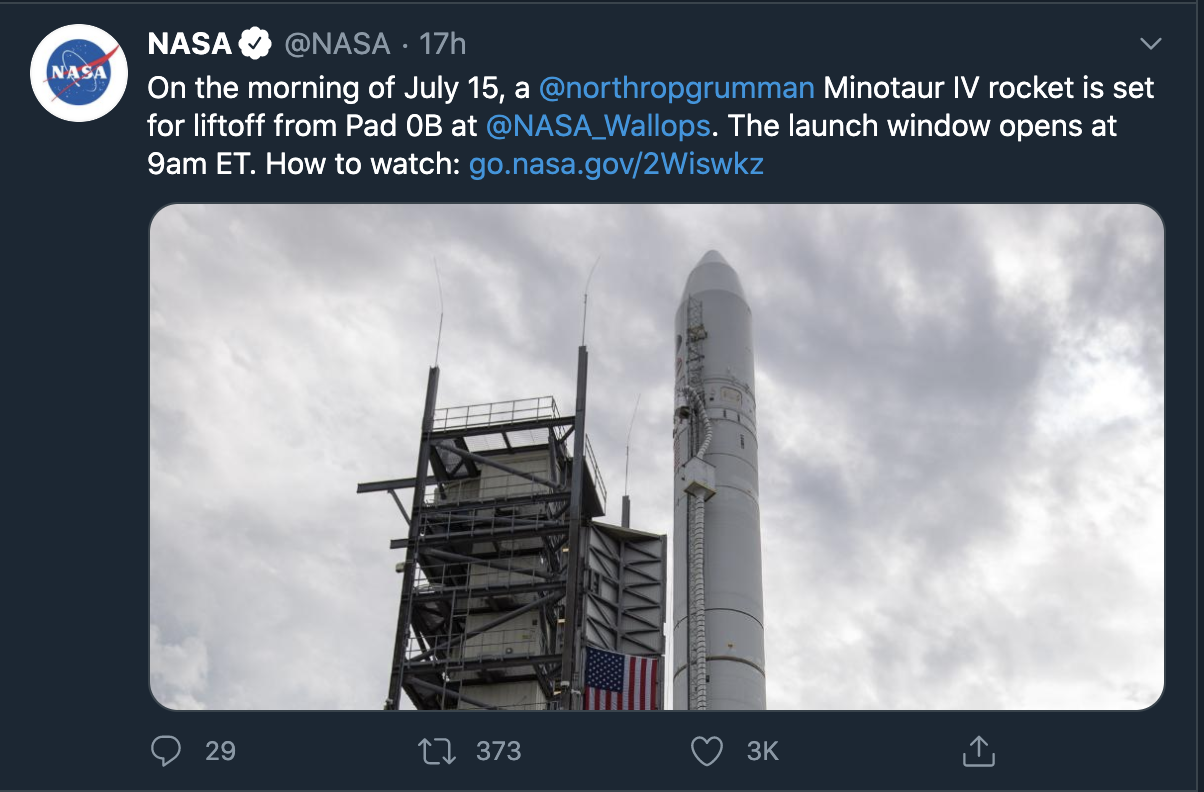 NASA @NASA · 17h
NASA
On the morning of July 15, a @northropgrumman Minotaur IV rocket is set
for liftoff from Pad 0B at @NASA_Wallops. The launch window opens at
9am ET. How to watch: go.nasa.gov/2Wiswkz
29 373 3K